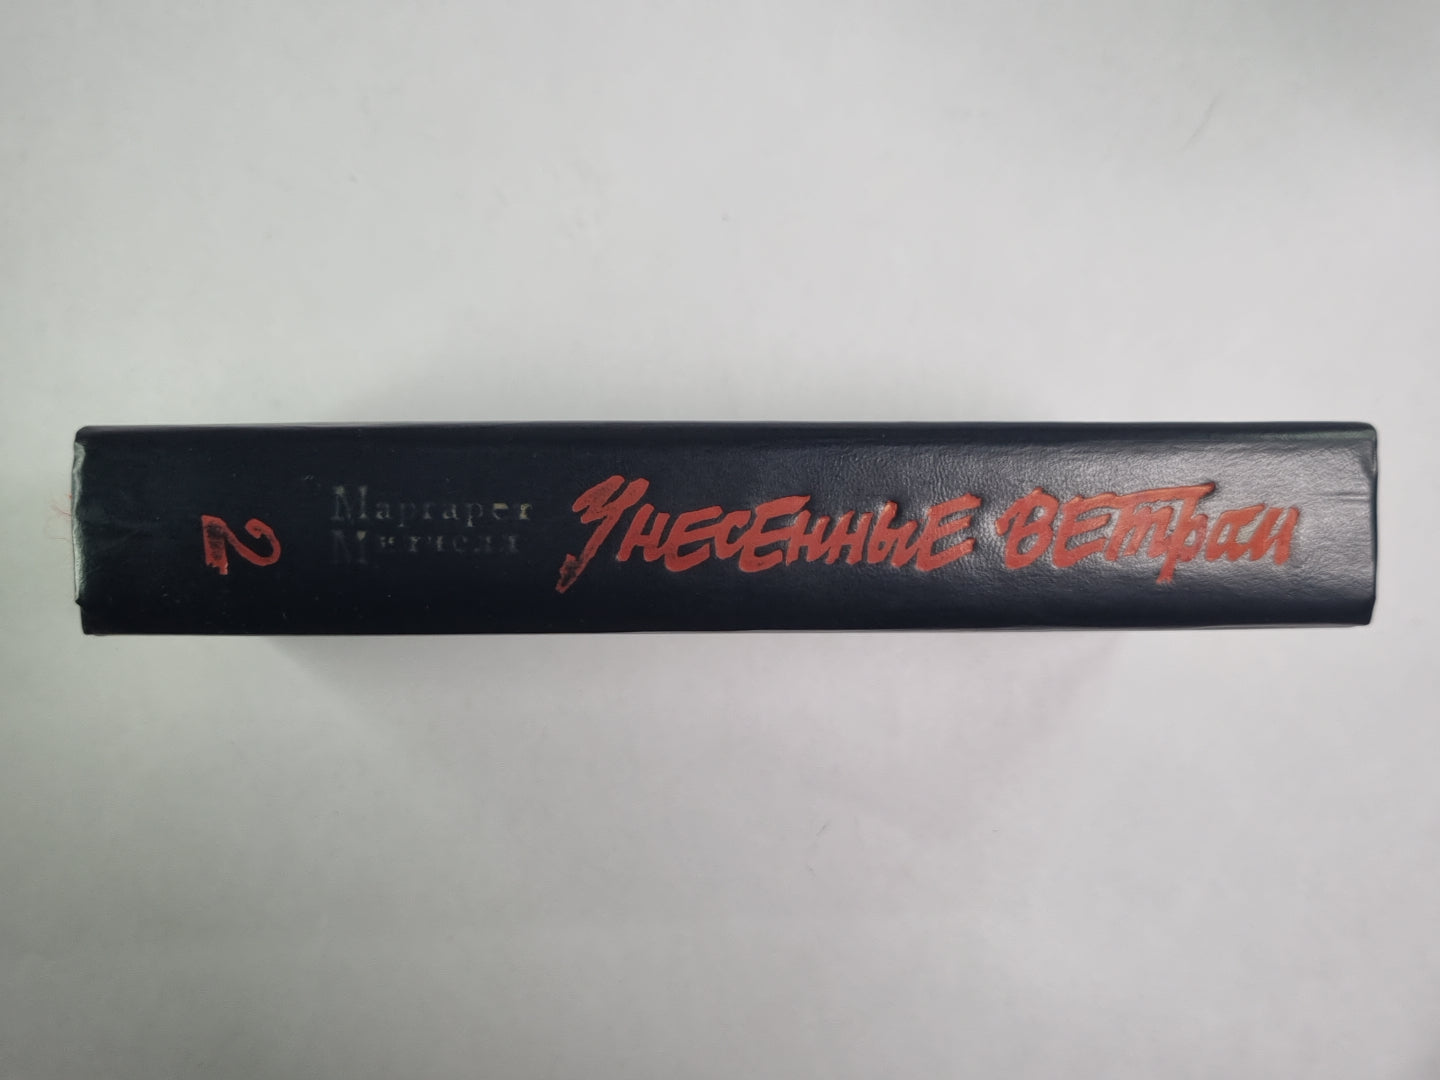 2
Маргарет
Митчелл
Унесенные ветром